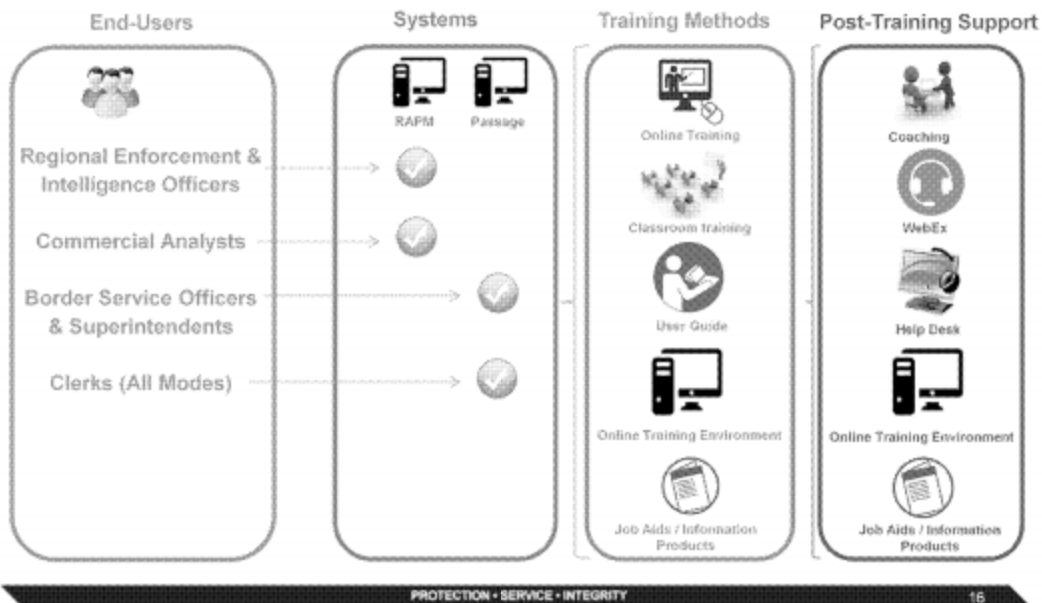 End-Users
Systems
Training Methods
Post-Training Support
RAPM
Passage
Regional Enforcement &
Intelligence Officers
Commercial Analysts
Border Service Officers
& Superintendents
Clerks (All Modes)
Online Training
Classroom training
User Guide
Online Training Environment
Job Aids / Information
Products
Coaching
WebEx
Help Desk
Online Training Environment
Job Aids / Information
Products
PROTECTION • SERVICE • INTEGRITY
16